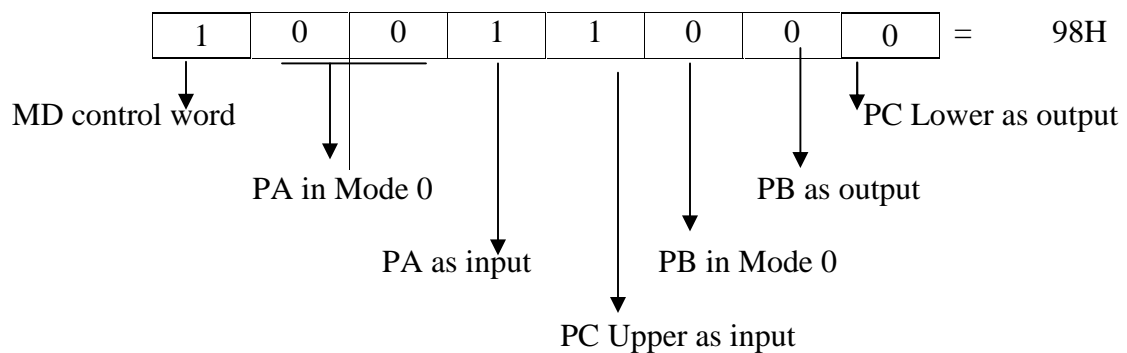 1 0 0 1 1 0 0 0 = 98H
MD control word
PC Lower as output
PA in Mode 0
PB as output
PA as input
PB in Mode 0
PC Upper as input